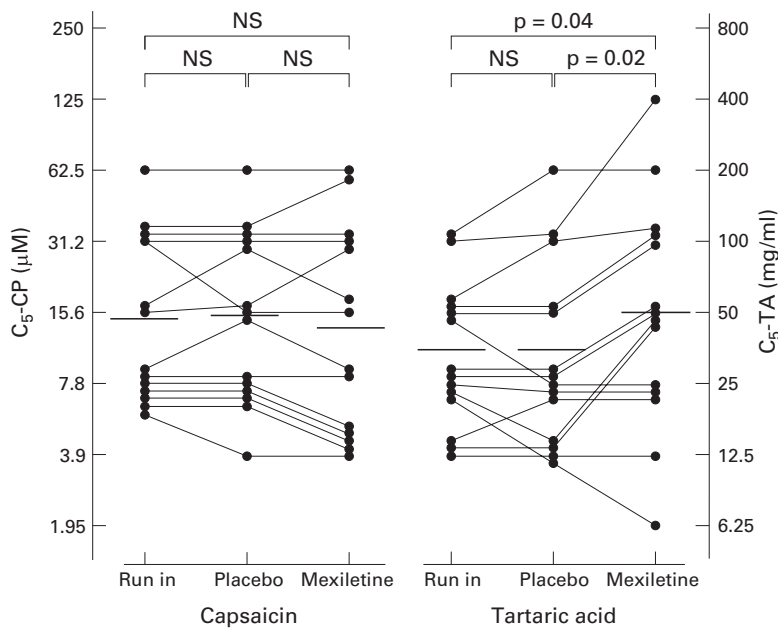 NS
NS
NS
p = 0.04
NS
p = 0.02
C5-CP (µM)
250
125
62.5
31.2
15.6
7.8
3.9
1.95
800
400
200
100
50
25
12.5
6.25
C5-TA (mg/ml)
Run in Placebo Mexiletine
Capsaicin
Run in Placebo Mexiletine
Tartaric acid